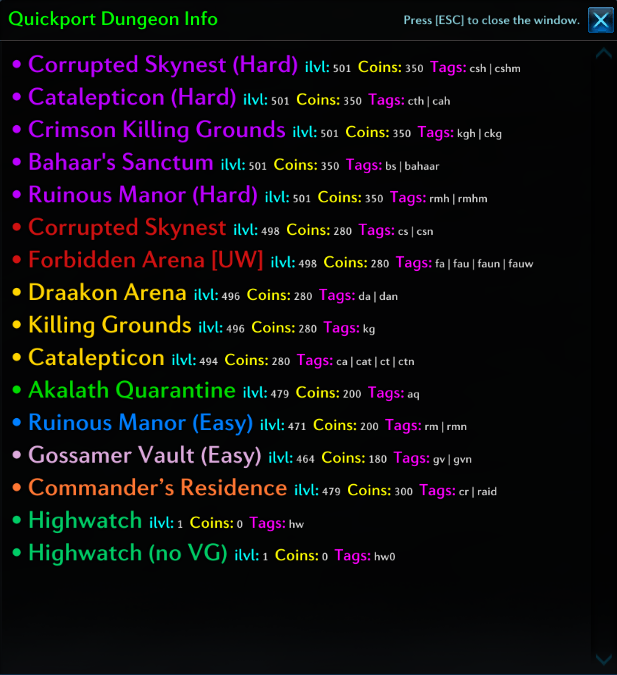 Quickport Dungeon Info Press [ESC] to close the window.
• Corrupted Skynest (Hard) ilvl: 501 Coins: 350 Tags: csh | cshm
• Catalepticon (Hard) ilvl: 501 Coins: 350 Tags: cth | cah
• Crimson Killing Grounds ilvl: 501 Coins: 350 Tags: kgh | ckg
• Bahaar's Sanctum ilvl: 501 Coins: 350 Tags: bs | bahaar
• Ruinous Manor (Hard) ilvl: 501 Coins: 350 Tags: rmh | rmhm
• Corrupted Skynest ilvl: 498 Coins: 280 Tags: cs | csn
• Forbidden Arena [UW] ilvl: 498 Coins: 280 Tags: fa | fau | faun | fauw
• Draakon Arena ilvl: 496 Coins: 280 Tags: da | dan
• Killing Grounds ilvl: 496 Coins: 280 Tags: kg
• Catalepticon ilvl: 494 Coins: 280 Tags: ca | cat | ct | ctn
• Akalath Quarantine ilvl: 479 Coins: 200 Tags: aq
• Ruinous Manor (Easy) ilvl: 471 Coins: 200 Tags: rm | rmn
• Gossamer Vault (Easy) ilvl: 464 Coins: 180 Tags: gv | gvn
• Commander’s Residence ilvl: 479 Coins: 300 Tags: cr | raid
• Highwatch ilvl: 1 Coins: 0 Tags: hw
• Highwatch (no VG) ilvl: 1 Coins: 0 Tags: hw0